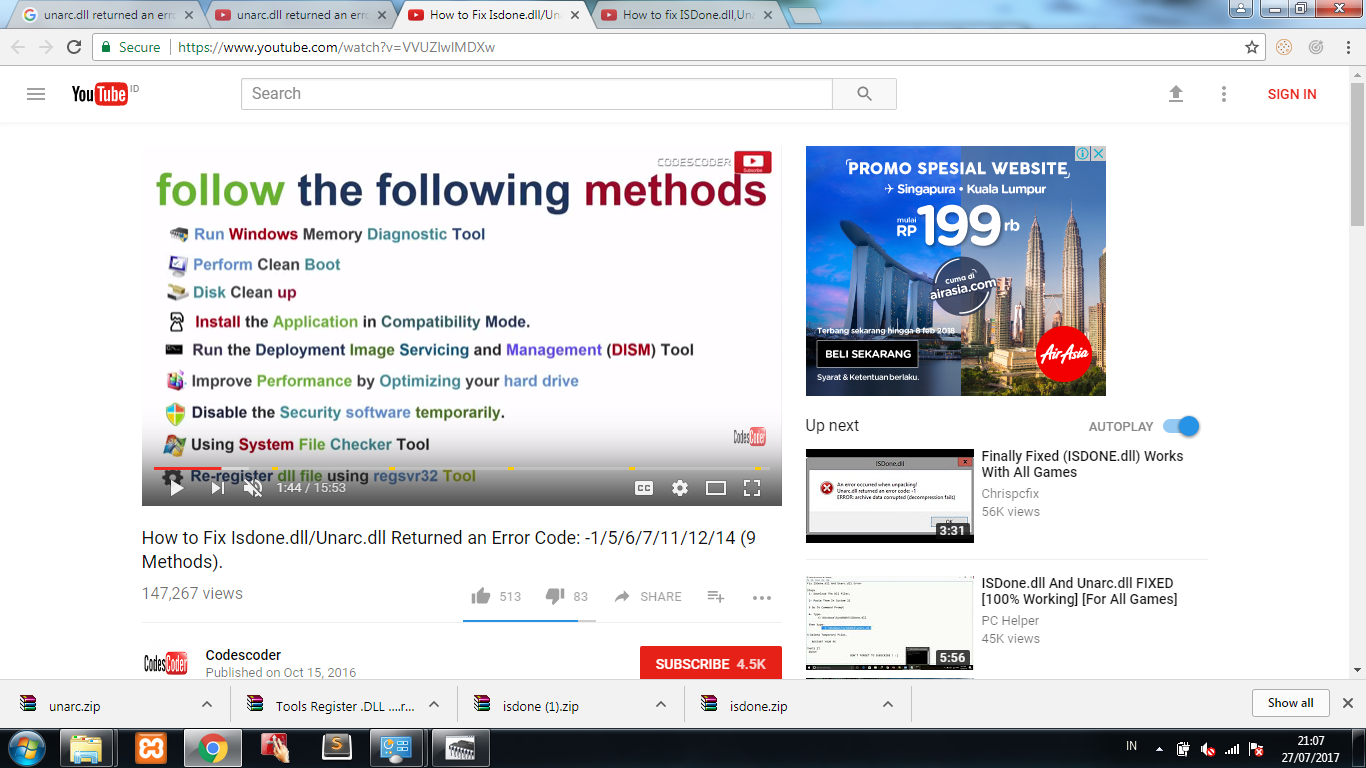 unarc.dll returned an erro
unarc.dll returned an erro
How to Fix Isdone.dll/Una
How to fix ISDone.dll,Una
Secure
https://www.youtube.com/watch?v=VVUZIwIMDXw
YouTube ID
Search
SIGN IN
CODESCODER
Subscribe
follow the following methods
Run Windows Memory Diagnostic Tool
Perform Clean Boot
Disk Clean up
Install the Application in Compatibility Mode.
Run the Deployment Image Servicing and Management (DISM) Tool
Improve Performance by Optimizing your hard drive
Disable the Security software temporarily.
Using System File Checker Tool
CodesCoder
Re-register dll file using regsvr32 Tool
1:44 / 15:53
How to Fix Isdone.dll/Unarc.dll Returned an Error Code: -1/5/6/7/11/12/14 (9
Methods).
147,267 views
513
83
SHARE
CodesCoder
Codescoder
Published on Oct 15, 2016
SUBSCRIBE 4.5K
PROMO SPESIAL WEBSITE
Singapura • Kuala Lumpur
mulai
RP 199 rb
cuma di
airasia.com
Terbang sekarang hingga 8 feb 2018
BELI SEKARANG
Syarat & Ketentuan berlaku.
AirAsia
Up next
AUTOPLAY
ISDone.dll
An error occurred when unpacking!
Unarc.dll returned an error code: -1
ERROR: archive data corrupted (decompression fails)
3:31
Finally Fixed (ISDONE.dll) Works
With All Games
Chrispcfix
56K views
5:56
ISDone.dll And Unarc.dll FIXED
[100% Working] [For All Games]
PC Helper
45K views
unarc.zip
Tools Register .DLL ....r...
isdone (1).zip
isdone.zip
Show all
IN
21:07
27/07/2017